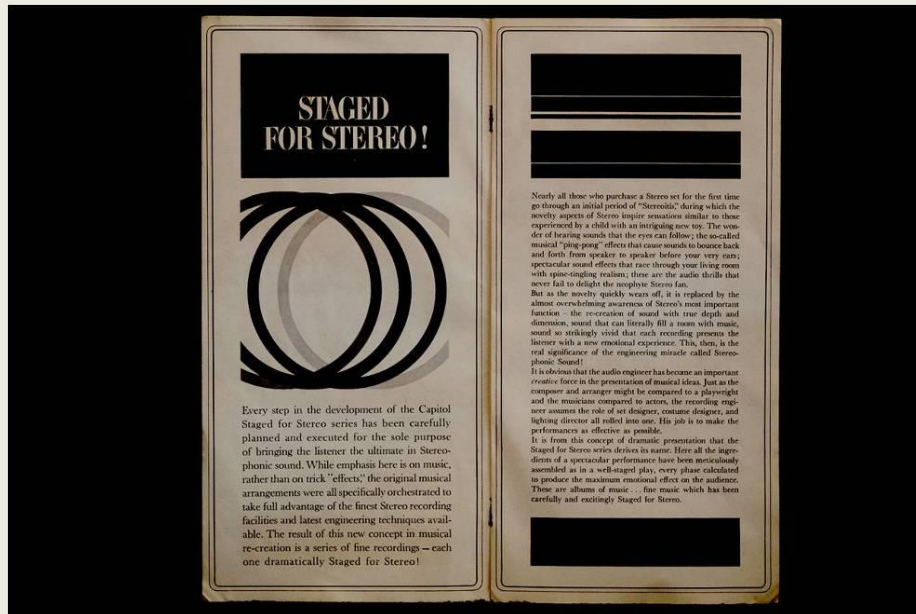 STAGED
FOR STEREO!
Every step in the development of the Capitol
Staged for Stereo series has been carefully
planned and executed for the sole purpose
of bringing the listener the ultimate in Stereo-
phonic sound. While emphasis here is on music,
rather than on trick "effects," the original musical
arrangements were all specifically orchestrated to
take full advantage of the finest Stereo recording
facilities and latest engineering techniques avail-
able. The result of this new concept in musical
re-creation is a series of fine recordings — each
one dramatically Staged for Stereo!
Nearly all those who purchase a Stereo set for the first time
go through an initial period of "Stereoitis," during which the
novelty aspects of Stereo inspire sensations similar to those
experienced by a child with an intriguing new toy. The won-
der of hearing sounds that the eyes can follow; the so-called
musical "ping-pong" effects that cause sounds to bounce back
and forth from speaker to speaker before your very ears;
spectacular sound effects that race through your living room
with spine-tingling realism; these are the audio thrills that
never fail to delight the neophyte Stereo fan.
But as the novelty quickly wears off, it is replaced by the
almost overwhelming awareness of Stereo's most important
function — the re-creation of sound with true depth and
dimension, sound that can literally fill a room with music,
sound so strikingly vivid that each recording presents the
listener with a new emotional experience. This, then, is the
real significance of the engineering miracle called Stereo-
phonic Sound!
It is obvious that the audio engineer has become an important
creative force in the presentation of musical ideas. Just as the
composer and arranger might be compared to a playwright
and the musicians compared to actors, the recording engi-
neer assumes the role of set designer, costume designer, and
lighting director all rolled into one. His job is to make the
performances as effective as possible.
It is from this concept of dramatic presentation that the
Staged for Stereo series derives its name. Here all the ingre-
dients of a spectacular performance have been meticulously
assembled as in a well-staged play, every phase calculated
to produce the maximum emotional effect on the audience.
These are albums of music . . . fine music which has been
carefully and excitingly Staged for Stereo.